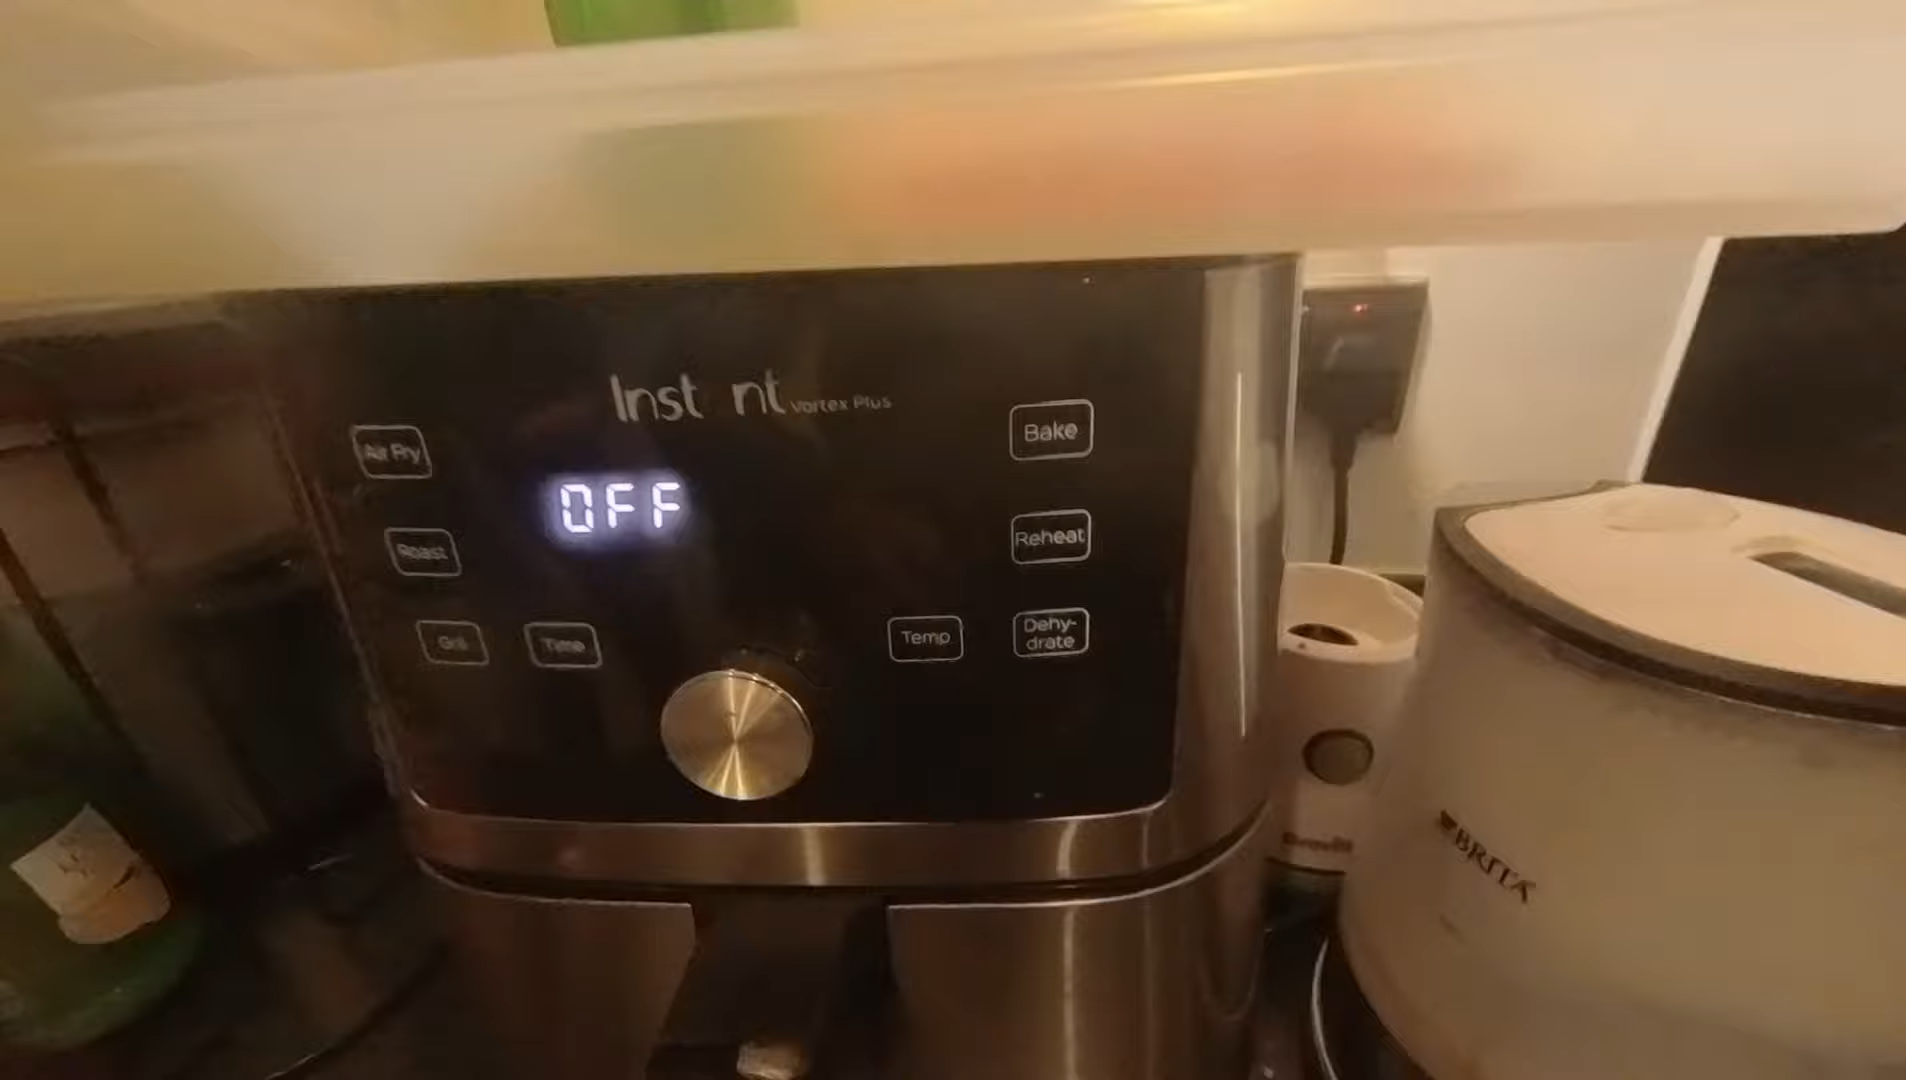 Inst nt Vortex Plus
Air Fry
Bake
OFF
Roast
Reheat
Grill
Time
Temp
Dehy-
drate
BRITA